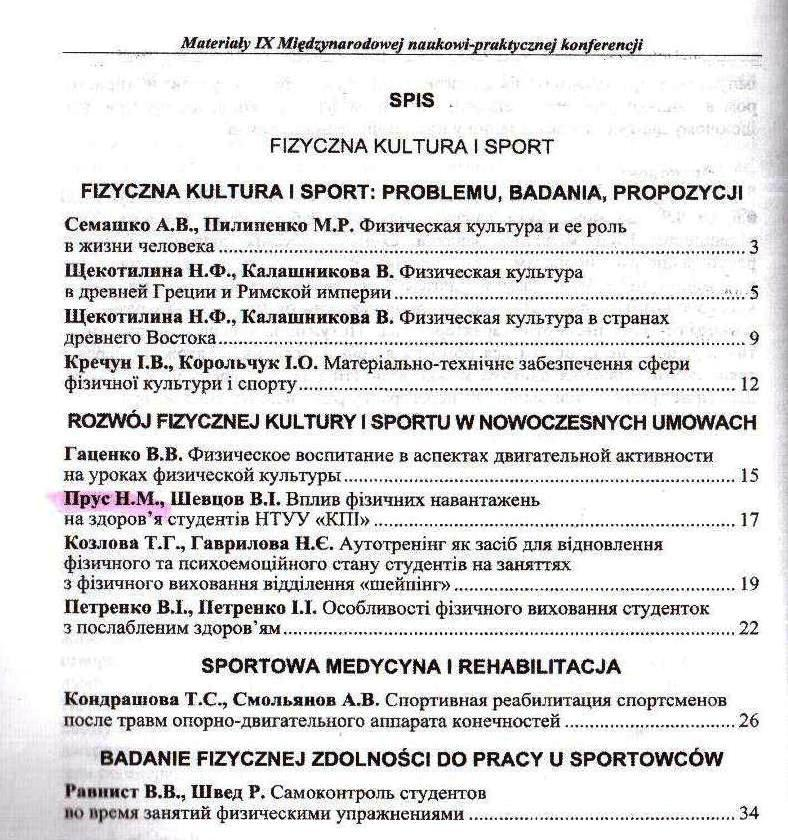 Materiały IX Międzynarodowej naukowi-praktycznej konferencji
SPIS
FIZYCZNA KULTURA I SPORT
FIZYCZNA KULTURA I SPORT: PROBLEMU, BADANIA, PROPOZYCJI
Семашко А.В., Пилипенко М.Р. Физическая культура и ее роль
в жизни человека ........ 3
Щекотилина Н.Ф., Калашникова В. Физическая культура
в древней Греции и Римской империи ........ 5
Щекотилина Н.Ф., Калашникова В. Физическая культура в странах
древнего Востока ........ 9
Кречун І.В., Корольчук І.О. Матеріально-технічне забезпечення сфери
фізичної культури і спорту ........ 12
ROZWÓJ FIZYCZNEJ KULTURY I SPORTU W NOWOCZESNYCH UMOWACH
Гаценко В.В. Физическое воспитание в аспектах двигательной активности
на уроках физической культуры ........ 15
Прус Н.М., Шевцов В.І. Вплив фізичних навантажень
на здоров’я студентів НТУУ «КПІ» ........ 17
Козлова Т.Г., Гаврилова Н.Є. Аутотренінг як засіб для відновлення
фізичного та психоемоційного стану студентів на заняттях
з фізичного виховання відділення «шейпінг» ........ 19
Петренко В.І., Петренко І.І. Особливості фізичного виховання студенток
з послабленим здоров’ям ........ 22
SPORTOWA MEDYCYNA I REHABILITACJA
Кондрашова Т.С., Смольянов А.В. Спортивная реабилитация спортсменов
после травм опорно-двигательного аппарата конечностей ........ 26
BADANIE FIZYCZNEJ ZDOLNOŚCI DO PRACY U SPORTOWCÓW
Равнист В.В., Швед Р. Самоконтроль студентов
во время занятий физическими упражнениями ........ 34